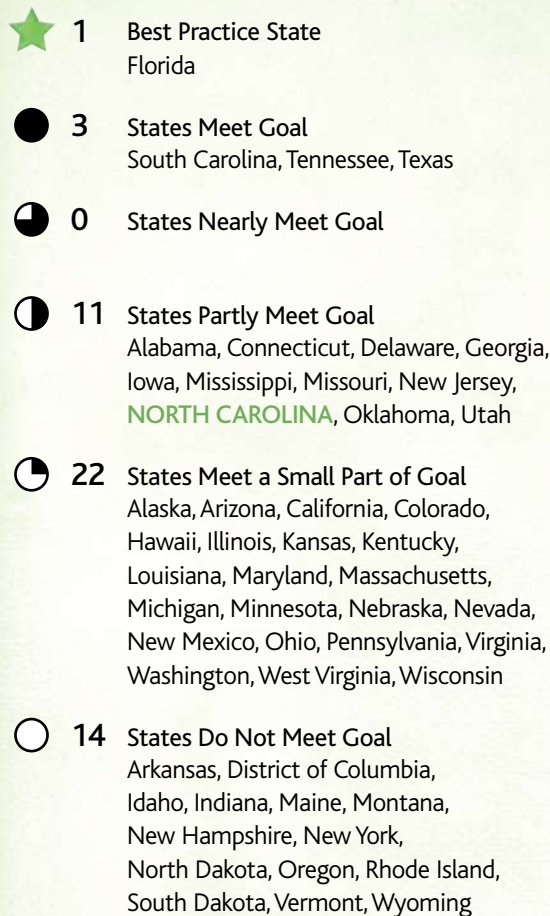 1 Best Practice State
Florida
3 States Meet Goal
South Carolina, Tennessee, Texas
0 States Nearly Meet Goal
11 States Partly Meet Goal
Alabama, Connecticut, Delaware, Georgia,
Iowa, Mississippi, Missouri, New Jersey,
NORTH CAROLINA, Oklahoma, Utah
22 States Meet a Small Part of Goal
Alaska, Arizona, California, Colorado,
Hawaii, Illinois, Kansas, Kentucky,
Louisiana, Maryland, Massachusetts,
Michigan, Minnesota, Nebraska, Nevada,
New Mexico, Ohio, Pennsylvania, Virginia,
Washington, West Virginia, Wisconsin
14 States Do Not Meet Goal
Arkansas, District of Columbia,
Idaho, Indiana, Maine, Montana,
New Hampshire, New York,
North Dakota, Oregon, Rhode Island,
South Dakota, Vermont, Wyoming